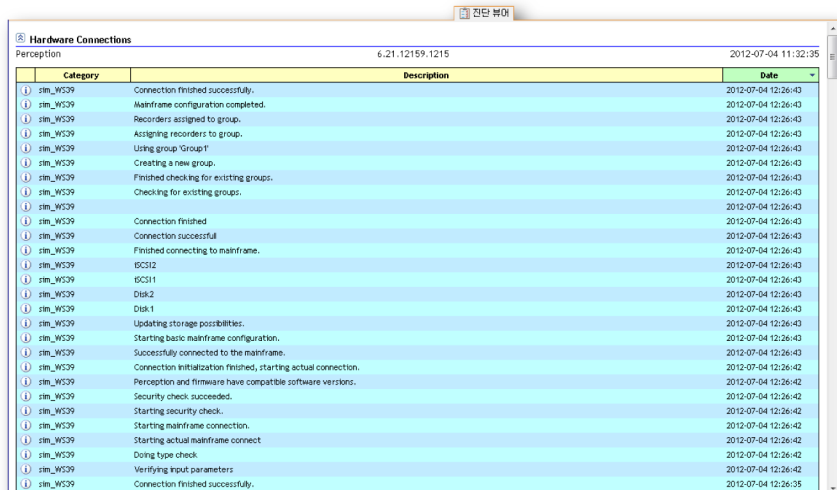 진단 뷰어
Hardware Connections
Perception 6.21.12159.1215 2012-07-04 11:32:35
Category Description Date
sim_WS39 Connection finished successfully. 2012-07-04 12:26:43
sim_WS39 Mainframe configuration completed. 2012-07-04 12:26:43
sim_WS39 Recorders assigned to group. 2012-07-04 12:26:43
sim_WS39 Assigning recorders to group. 2012-07-04 12:26:43
sim_WS39 Using group 'Group1' 2012-07-04 12:26:43
sim_WS39 Creating a new group. 2012-07-04 12:26:43
sim_WS39 Finished checking for existing groups. 2012-07-04 12:26:43
sim_WS39 Checking for existing groups. 2012-07-04 12:26:43
sim_WS39 2012-07-04 12:26:43
sim_WS39 Connection finished 2012-07-04 12:26:43
sim_WS39 Connection successfull 2012-07-04 12:26:43
sim_WS39 Finished connecting to mainframe. 2012-07-04 12:26:43
sim_WS39 iSCSI2 2012-07-04 12:26:43
sim_WS39 iSCSI1 2012-07-04 12:26:43
sim_WS39 Disk2 2012-07-04 12:26:43
sim_WS39 Disk1 2012-07-04 12:26:43
sim_WS39 Updating storage possibilities. 2012-07-04 12:26:43
sim_WS39 Starting basic mainframe configuration. 2012-07-04 12:26:43
sim_WS39 Successfully connected to the mainframe. 2012-07-04 12:26:43
sim_WS39 Connection initialization finished, starting actual connection. 2012-07-04 12:26:42
sim_WS39 Perception and firmware have compatible software versions. 2012-07-04 12:26:42
sim_WS39 Security check succeeded. 2012-07-04 12:26:42
sim_WS39 Starting security check. 2012-07-04 12:26:42
sim_WS39 Starting mainframe connection. 2012-07-04 12:26:42
sim_WS39 Starting actual mainframe connect 2012-07-04 12:26:42
sim_WS39 Doing type check 2012-07-04 12:26:42
sim_WS39 Verifying input parameters 2012-07-04 12:26:42
sim_WS39 Connection finished successfully. 2012-07-04 12:26:35